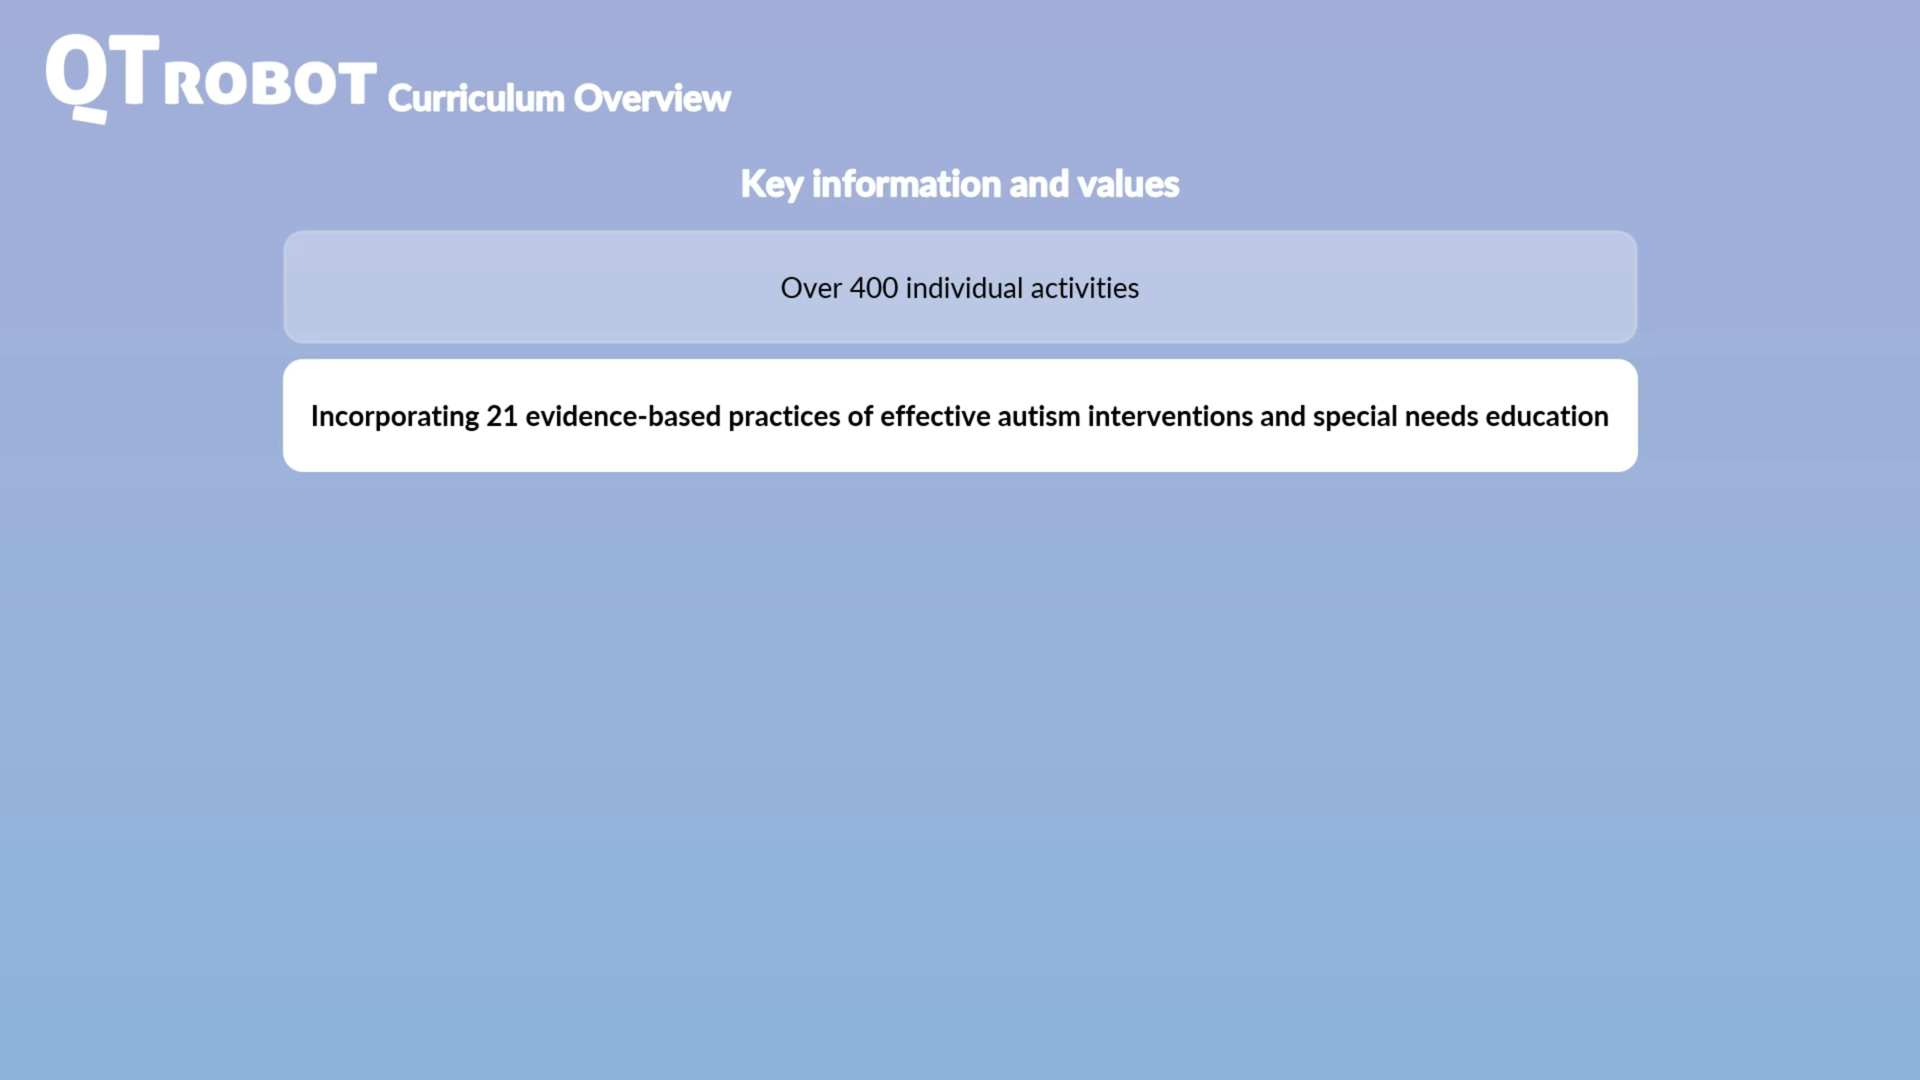 QTROBOT Curriculum Overview
Key information and values
Over 400 individual activities
Incorporating 21 evidence-based practices of effective autism interventions and special needs education